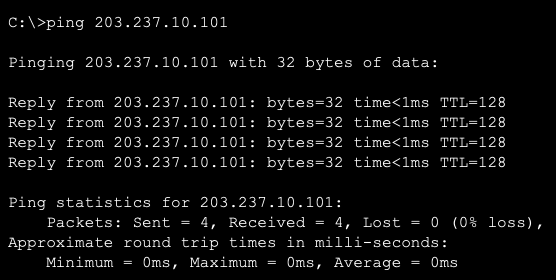 C:\>ping 203.237.10.101
Pinging 203.237.10.101 with 32 bytes of data:
Reply from 203.237.10.101: bytes=32 time<1ms TTL=128
Reply from 203.237.10.101: bytes=32 time<1ms TTL=128
Reply from 203.237.10.101: bytes=32 time<1ms TTL=128
Reply from 203.237.10.101: bytes=32 time<1ms TTL=128
Ping statistics for 203.237.10.101:
    Packets: Sent = 4, Received = 4, Lost = 0 (0% loss),
Approximate round trip times in milli-seconds:
    Minimum = 0ms, Maximum = 0ms, Average = 0ms